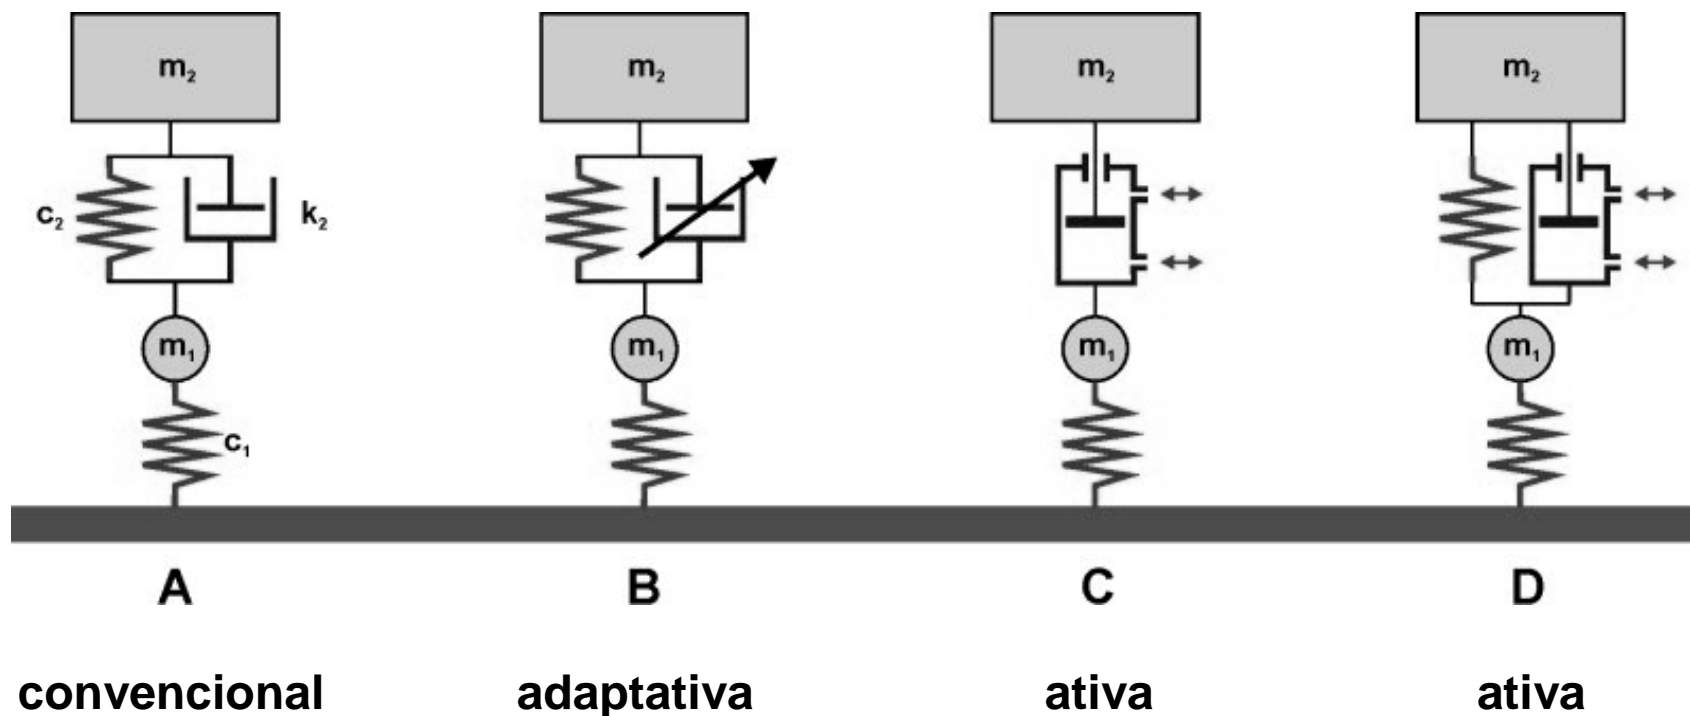 m₂ m₂ m₂ m₂
c₂ k₂
m₁ m₁ m₁ m₁
c₁
A B C D
convencional adaptativa ativa ativa